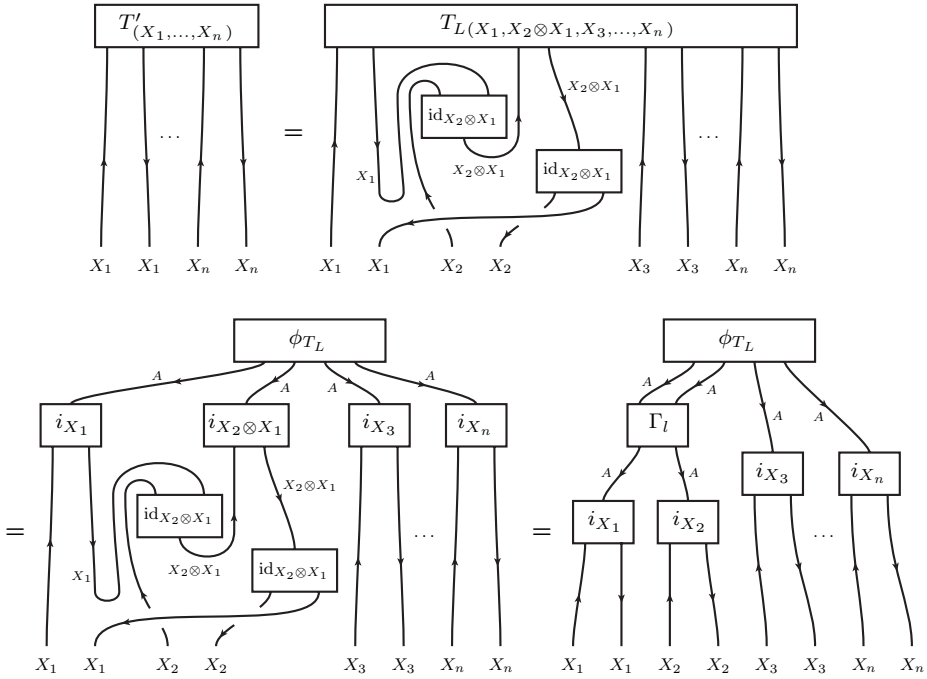 T′(X₁,…,Xₙ) T_L(X₁,X₂⊗X₁,X₃,…,Xₙ)
X₂⊗X₁
id_{X₂⊗X₁}
… = …
X₁ X₂⊗X₁ id_{X₂⊗X₁}
X₁ X₁ Xₙ Xₙ X₁ X₁ X₂ X₂ X₃ X₃ Xₙ Xₙ
ϕ_{T_L} ϕ_{T_L}
A A A A A A A A
i_{X₁} i_{X₂⊗X₁} i_{X₃} i_{Xₙ} Γ_l
A A i_{X₃} i_{Xₙ}
X₂⊗X₁
id_{X₂⊗X₁} i_{X₁} i_{X₂}
= … = …
X₁ X₂⊗X₁ id_{X₂⊗X₁}
X₁ X₁ X₂ X₂ X₃ X₃ Xₙ Xₙ X₁ X₁ X₂ X₂ X₃ X₃ Xₙ Xₙ